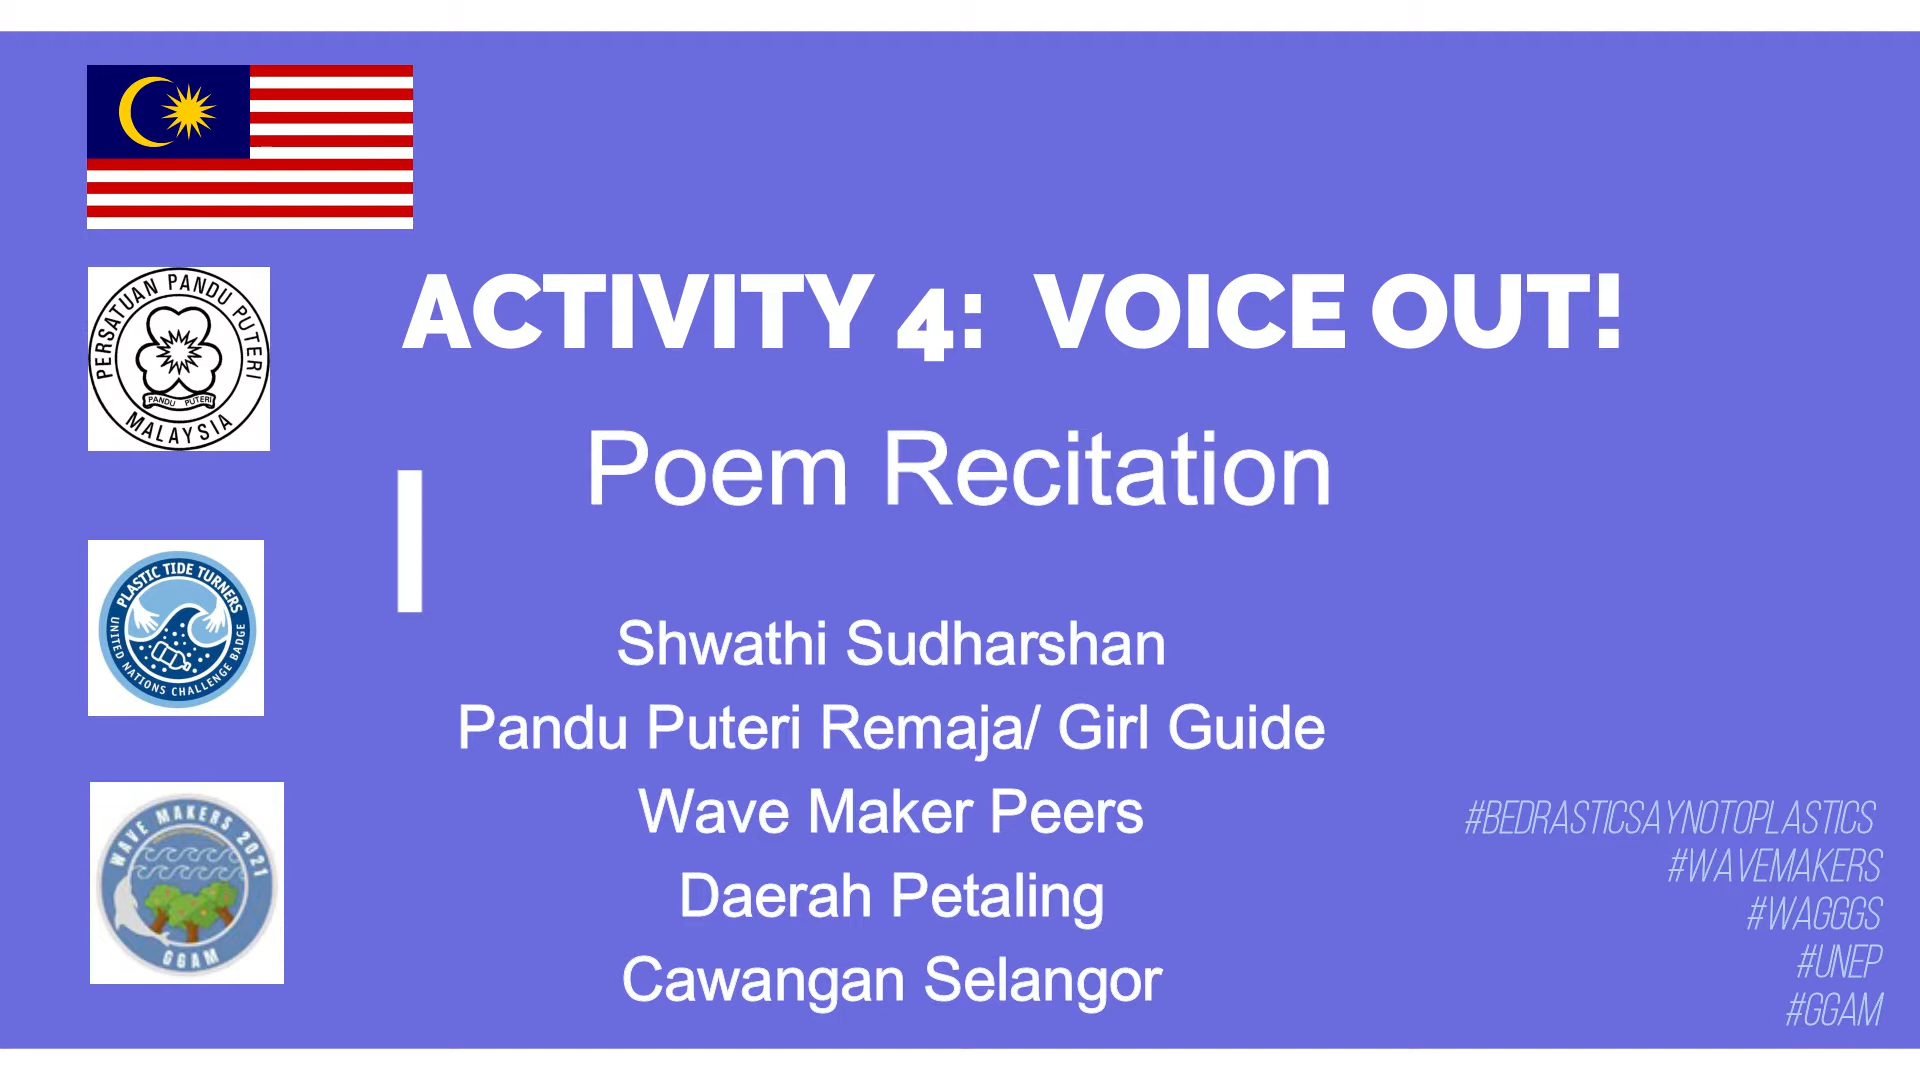 PERSATUAN PANDU PUTERI
PANDU PUTERI
MALAYSIA
ACTIVITY 4: VOICE OUT!
Poem Recitation
PLASTIC TIDE TURNERS
UNITED NATIONS CHALLENGE BADGE
Shwathi Sudharshan
Pandu Puteri Remaja/ Girl Guide
Wave Maker Peers
Daerah Petaling
Cawangan Selangor
WAVE MAKERS 2021
GGAM
#BEDRASTICSAYNOTOPLASTICS
#WAVEMAKERS
#WAGGGS
#UNEP
#GGAM